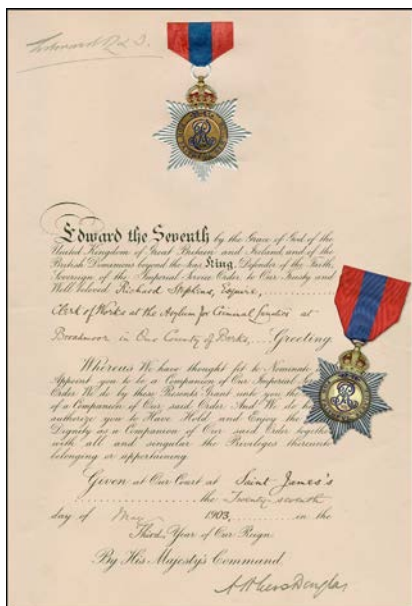 Edward R & I.
Edward the Seventh by the Grace of God of the
United Kingdom of Great Britain and Ireland and of the
British Dominions beyond the Seas, King, Defender of the Faith,
Sovereign of the Imperial Service Order, to Our Trusty and
Well beloved Richard Stephens, Esquire,
Clerk of Works at the Asylum for Criminal Lunatics at
Broadmoor in Our County of Berks, Greeting
Whereas We have thought fit to Nominate
Appoint you to be a Companion of Our Imperial
Order We do by these Presents Grant unto you the
of a Companion of Our said Order And We do
authorize you to Have Hold and Enjoy the
Dignity as a Companion of Our said Order
with all and singular the Privileges thereunto
belonging or appertaining.
Given at Our Court at Saint James's
the Twenty seventh
day of May 1903. in the
Third Year of Our Reign.
By His Majesty's Command.
A Akers Douglas